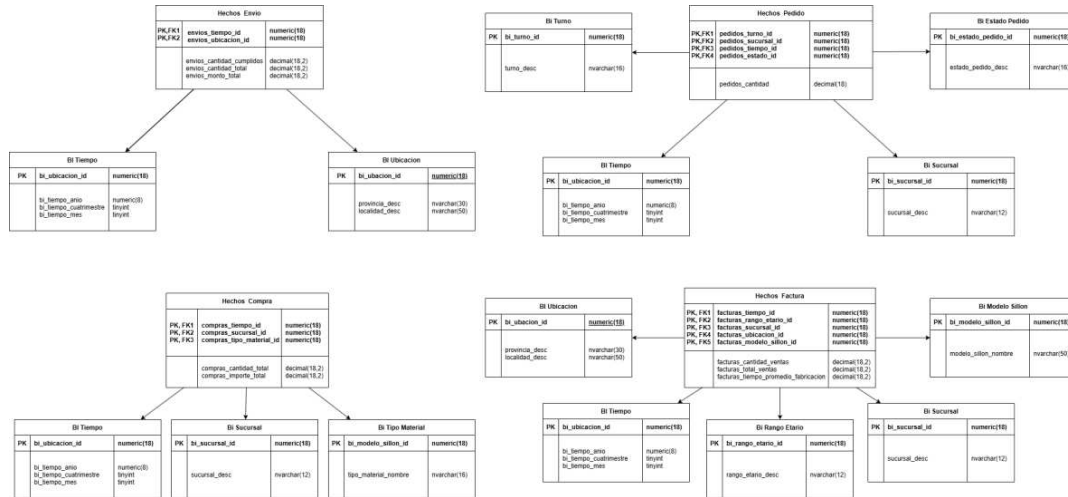 Hechos Envio
PK,FK1 envios_tiempo_id numeric(18)
PK,FK2 envios_ubicacion_id numeric(18)
envios_cantidad_cumplidos decimal(18,2)
envios_cantidad_total decimal(18,2)
envios_monto_total decimal(18,2)
BI Tiempo
PK bi_ubicacion_id numeric(18)
bi_tiempo_anio numeric(8)
bi_tiempo_cuatrimestre tinyint
bi_tiempo_mes tinyint
BI Ubicacion
PK bi_ubacion_id numeric(18)
provincia_desc nvarchar(30)
localidad_desc nvarchar(50)
Bi Turno
PK bi_turno_id numeric(18)
turno_desc nvarchar(16)
Hechos Pedido
PK,FK1 pedidos_turno_id numeric(18)
PK,FK2 pedidos_sucursal_id numeric(18)
PK,FK3 pedidos_tiempo_id numeric(18)
PK,FK4 pedidos_estado_id numeric(18)
pedidos_cantidad decimal(18)
Bi Estado Pedido
PK bi_estado_pedido_id numeric(18)
estado_pedido_desc nvarchar(16)
BI Tiempo
PK bi_ubicacion_id numeric(18)
bi_tiempo_anio numeric(8)
bi_tiempo_cuatrimestre tinyint
bi_tiempo_mes tinyint
Bi Sucursal
PK bi_sucursal_id numeric(18)
sucursal_desc nvarchar(12)
Hechos Compra
PK, FK1 compras_tiempo_id numeric(18)
PK, FK2 compras_sucursal_id numeric(18)
PK, FK3 compras_tipo_material_id numeric(18)
compras_cantidad_total decimal(18,2)
compras_importe_total decimal(18,2)
BI Tiempo
PK bi_ubicacion_id numeric(18)
bi_tiempo_anio numeric(8)
bi_tiempo_cuatrimestre tinyint
bi_tiempo_mes tinyint
Bi Sucursal
PK bi_sucursal_id numeric(18)
sucursal_desc nvarchar(12)
Bi Tipo Material
PK bi_modelo_sillon_id numeric(18)
tipo_material_nombre nvarchar(16)
BI Ubicacion
PK bi_ubacion_id numeric(18)
provincia_desc nvarchar(30)
localidad_desc nvarchar(50)
Hechos Factura
PK, FK1 facturas_tiempo_id numeric(18)
PK, FK2 facturas_rango_etario_id numeric(18)
PK, FK3 facturas_sucursal_id numeric(18)
PK, FK4 facturas_ubicacion_id numeric(18)
PK, FK5 facturas_modelo_sillon_id numeric(18)
facturas_cantidad_ventas decimal(18,2)
facturas_total_ventas decimal(18,2)
facturas_tiempo_promedio_fabricacion decimal(18,2)
Bi Modelo Sillon
PK bi_modelo_sillon_id numeric(18)
modelo_sillon_nombre nvarchar(50)
BI Tiempo
PK bi_ubicacion_id numeric(18)
bi_tiempo_anio numeric(8)
bi_tiempo_cuatrimestre tinyint
bi_tiempo_mes tinyint
Bi Rango Etario
PK bi_rango_etario_id numeric(18)
rango_etario_desc nvarchar(12)
Bi Sucursal
PK bi_sucursal_id numeric(18)
sucursal_desc nvarchar(12)